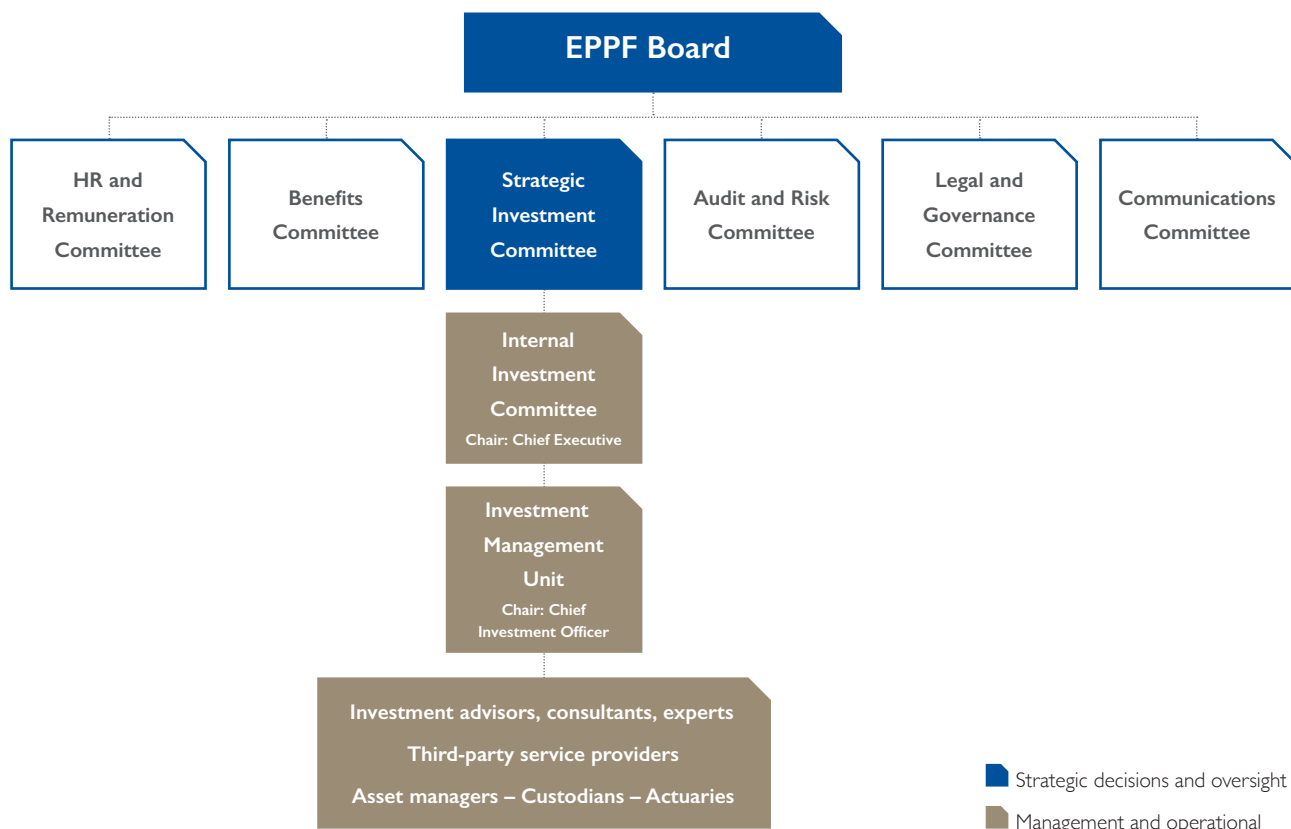 EPPF Board
HR and
Remuneration
Committee
Benefits
Committee
Strategic
Investment
Committee
Audit and Risk
Committee
Legal and
Governance
Committee
Communications
Committee
Internal
Investment
Committee
Chair: Chief Executive
Investment
Management
Unit
Chair: Chief
Investment Officer
Investment advisors, consultants, experts
Third-party service providers
Asset managers – Custodians – Actuaries
Strategic decisions and oversight
Management and operational